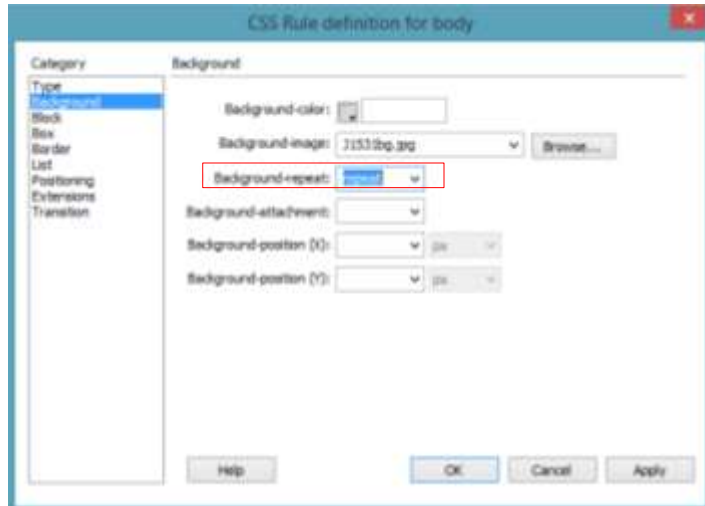 CSS Rule definition for body
Category
Background
Type
Background
Block
Box
Border
List
Positioning
Extensions
Transition
Background-color:
Background-image:
Browse...
Background-repeat: repeat
Background-attachment:
Background-position (X): px
Background-position (Y): px
Help
OK
Cancel
Apply